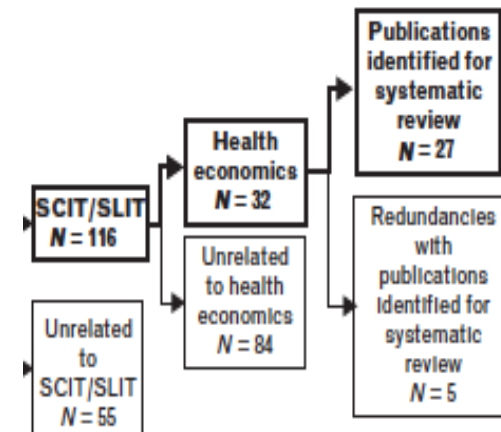 Publications
identified for
systematic
review
N = 27
Health
economics
N = 32
SCIT/SLIT
N = 116
Redundancies
with
publications
identified for
systematic
review
N = 5
Unrelated
to health
economics
N = 84
Unrelated
to
SCIT/SLIT
N = 55